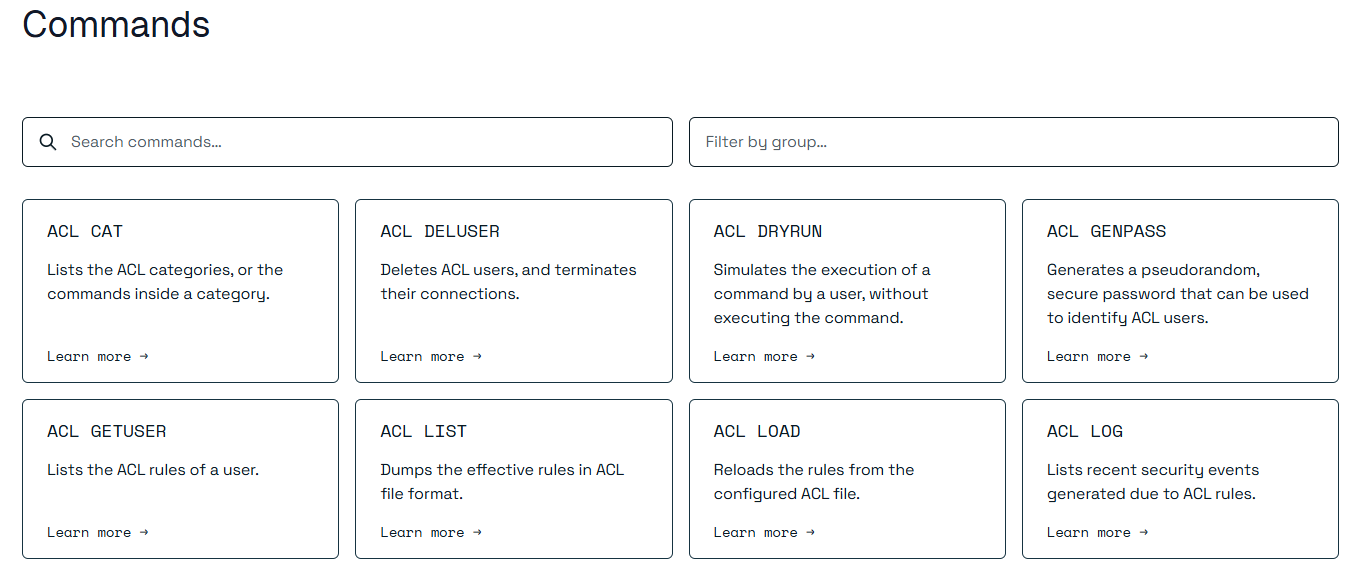 Commands
Search commands...
Filter by group...
ACL CAT
Lists the ACL categories, or the
commands inside a category.
Learn more →
ACL DELUSER
Deletes ACL users, and terminates
their connections.
Learn more →
ACL DRYRUN
Simulates the execution of a
command by a user, without
executing the command.
Learn more →
ACL GENPASS
Generates a pseudorandom,
secure password that can be used
to identify ACL users.
Learn more →
ACL GETUSER
Lists the ACL rules of a user.
Learn more →
ACL LIST
Dumps the effective rules in ACL
file format.
Learn more →
ACL LOAD
Reloads the rules from the
configured ACL file.
Learn more →
ACL LOG
Lists recent security events
generated due to ACL rules.
Learn more →